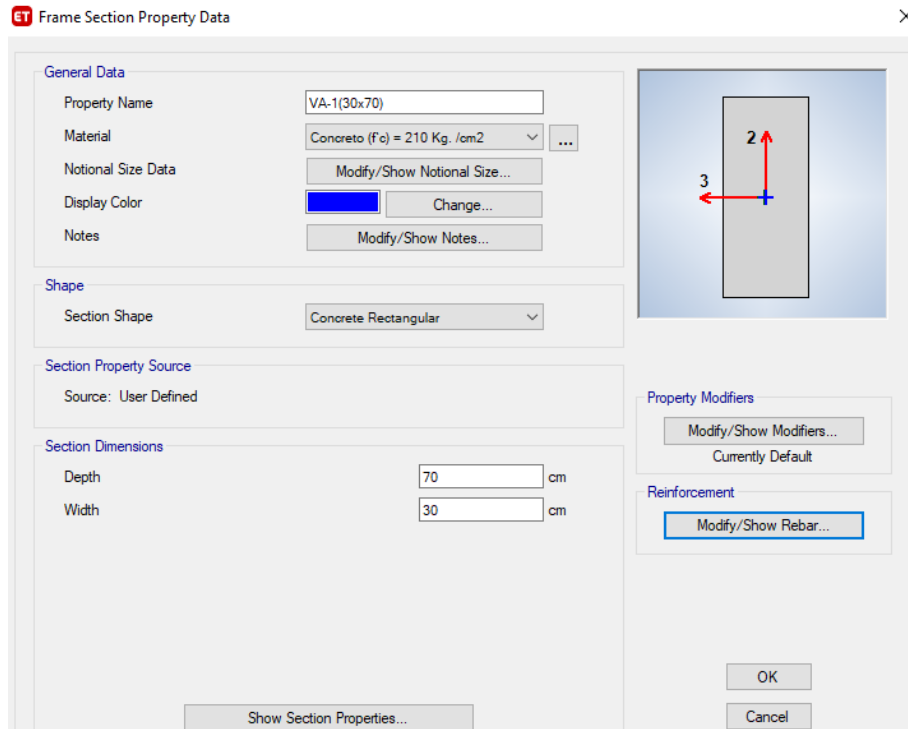 ET Frame Section Property Data
General Data
Property Name VA-1(30x70)
Material Concreto (f'c) = 210 Kg. /cm2 ...
Notional Size Data Modify/Show Notional Size...
Display Color Change...
Notes Modify/Show Notes...
2
3
Shape
Section Shape Concrete Rectangular
Section Property Source
Source: User Defined
Property Modifiers
Modify/Show Modifiers...
Currently Default
Section Dimensions
Depth 70 cm
Width 30 cm
Reinforcement
Modify/Show Rebar...
OK
Show Section Properties...
Cancel